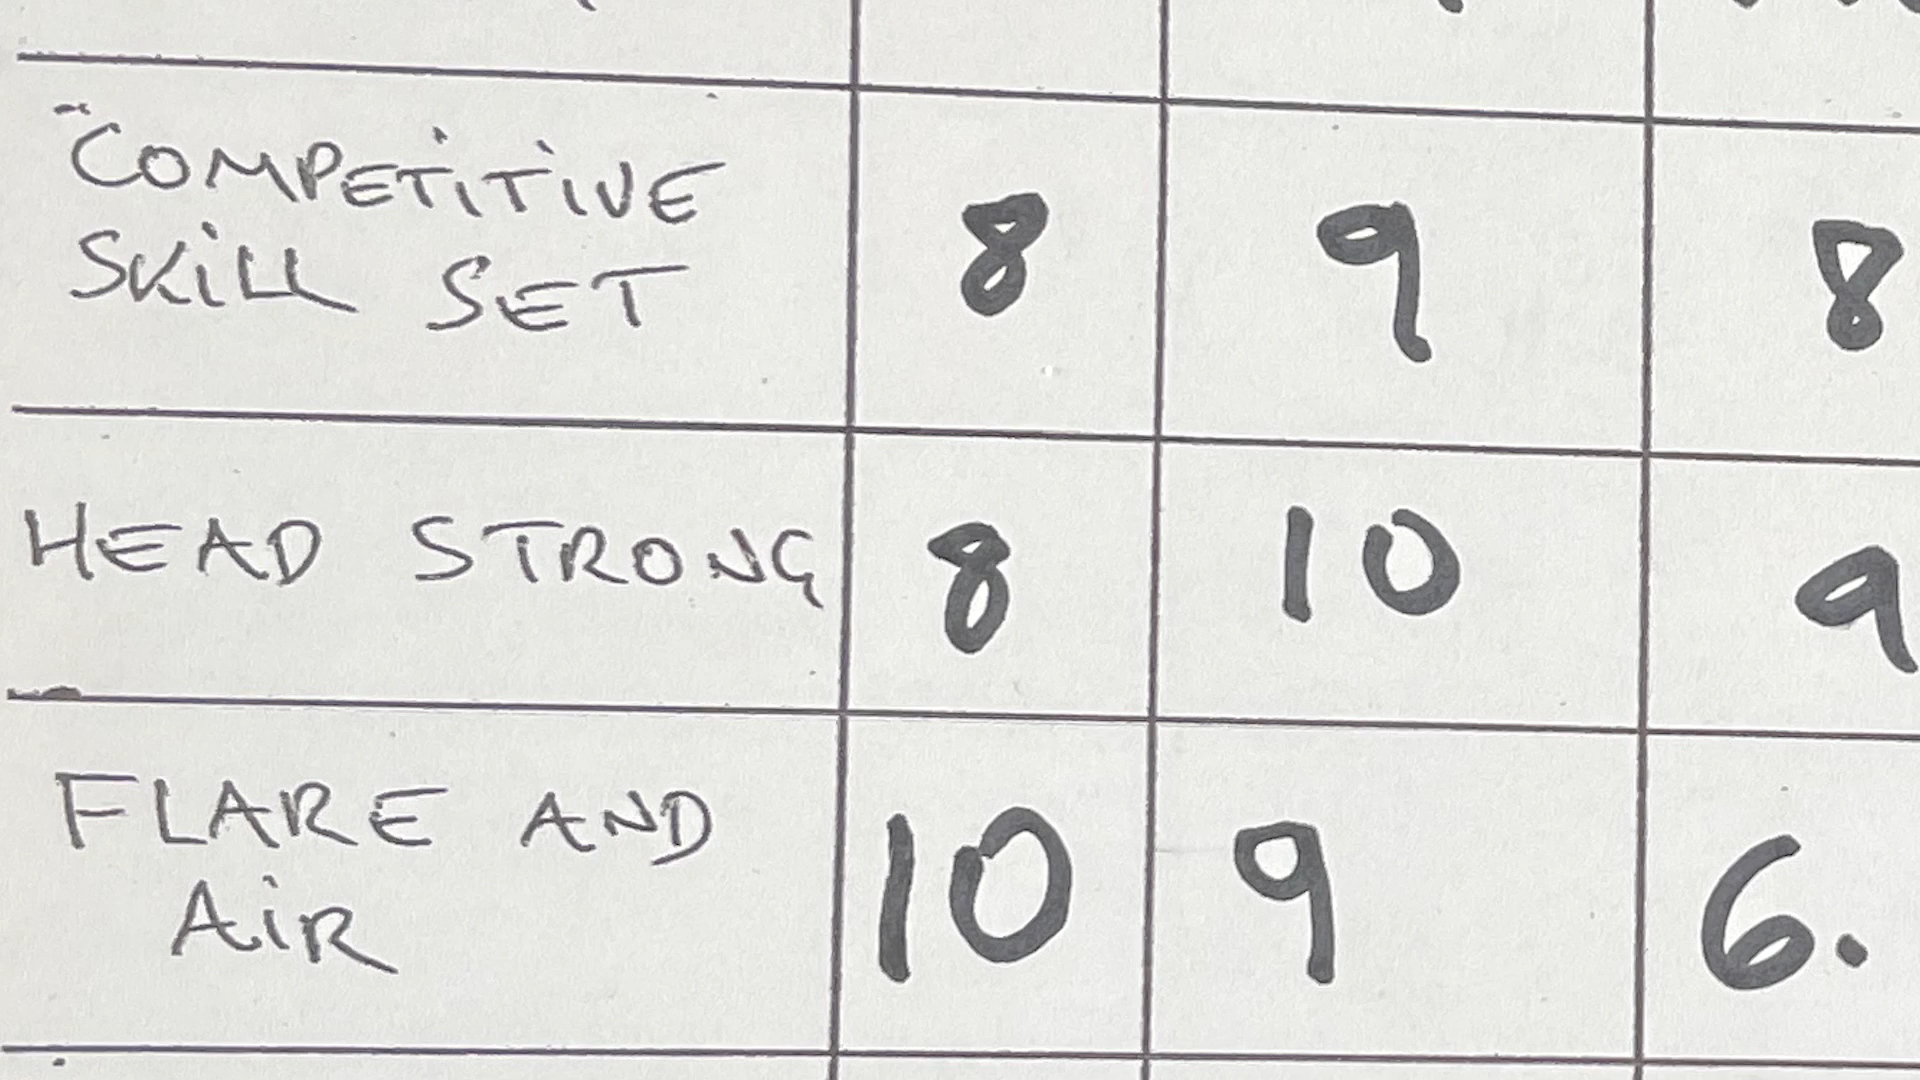 COMPETITIVE
SKILL SET 8 9 8
HEAD STRONG 8 10 9
FLARE AND
AIR 10 9 6.